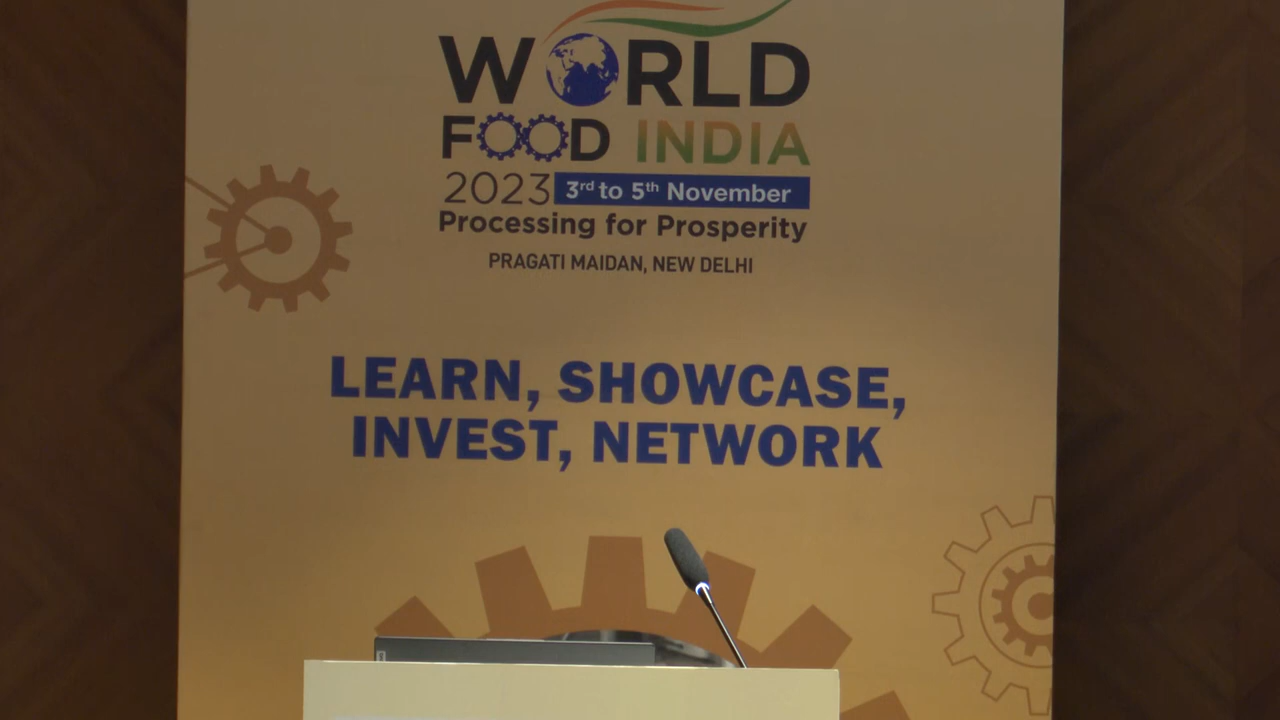 WORLD
FOOD INDIA
2023 3rd to 5th November
Processing for Prosperity
PRAGATI MAIDAN, NEW DELHI
LEARN, SHOWCASE,
INVEST, NETWORK